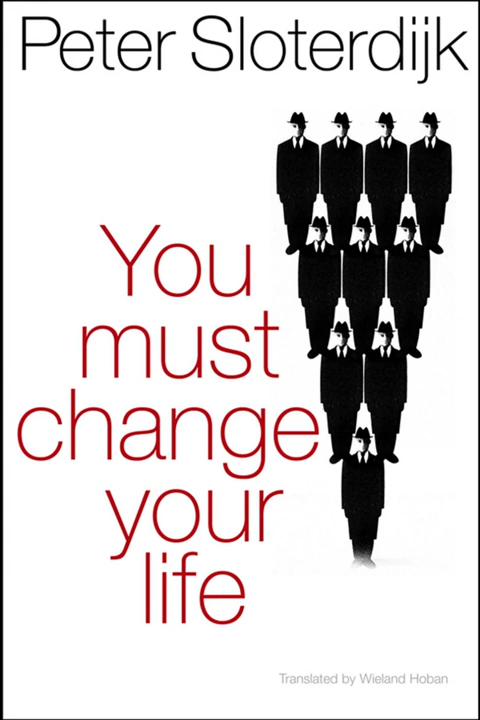 Peter Sloterdijk
You
must
change
your
life
Translated by Wieland Hoban